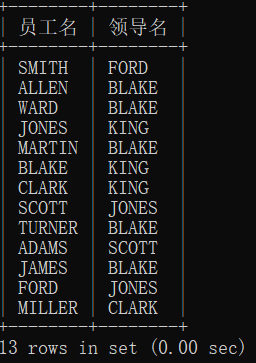 +--------+--------+
| 员工名 | 领导名 |
+--------+--------+
| SMITH  | FORD   |
| ALLEN  | BLAKE  |
| WARD   | BLAKE  |
| JONES  | KING   |
| MARTIN | BLAKE  |
| BLAKE  | KING   |
| CLARK  | KING   |
| SCOTT  | JONES  |
| TURNER | BLAKE  |
| ADAMS  | SCOTT  |
| JAMES  | BLAKE  |
| FORD   | JONES  |
| MILLER | CLARK  |
+--------+--------+
13 rows in set (0.00 sec)